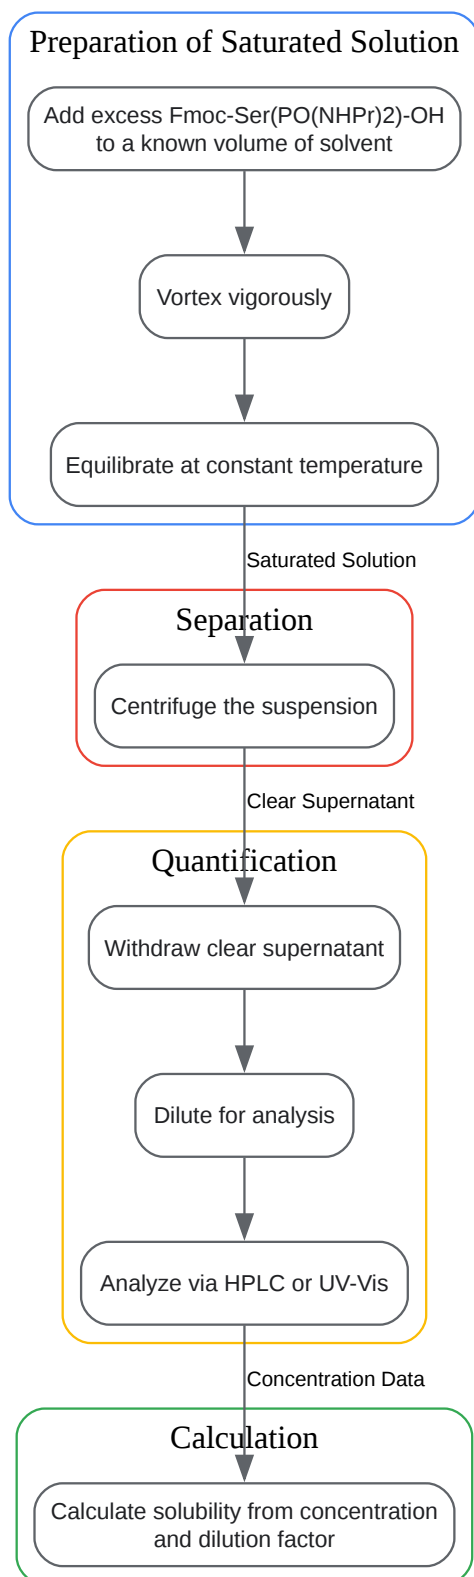 Preparation of Saturated Solution
Add excess Fmoc-Ser(PO(NHPr)2)-OH
to a known volume of solvent
Vortex vigorously
Equilibrate at constant temperature
Saturated Solution
Separation
Centrifuge the suspension
Clear Supernatant
Quantification
Withdraw clear supernatant
Dilute for analysis
Analyze via HPLC or UV-Vis
Concentration Data
Calculation
Calculate solubility from concentration
and dilution factor